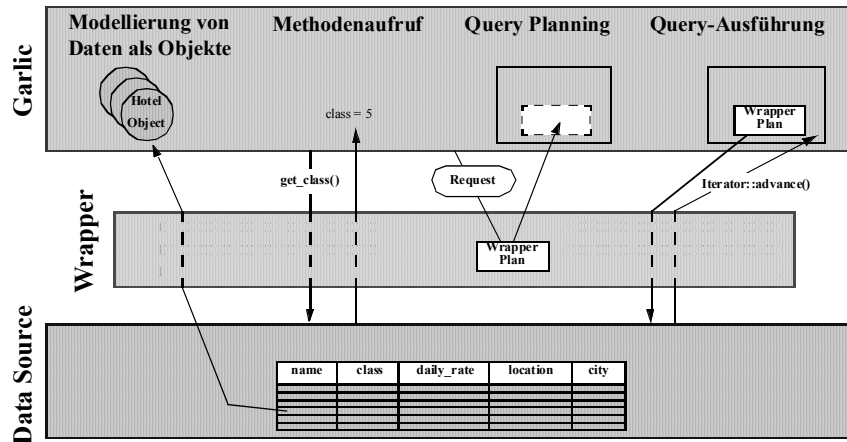 Modellierung von
Daten als Objekte
Methodenaufruf
Query Planning
Query-Ausführung
Garlic
Hotel
Object
class = 5
Wrapper
Plan
get_class()
Request
Iterator::advance()
Wrapper
Wrapper
Plan
Data Source
name class daily_rate location city